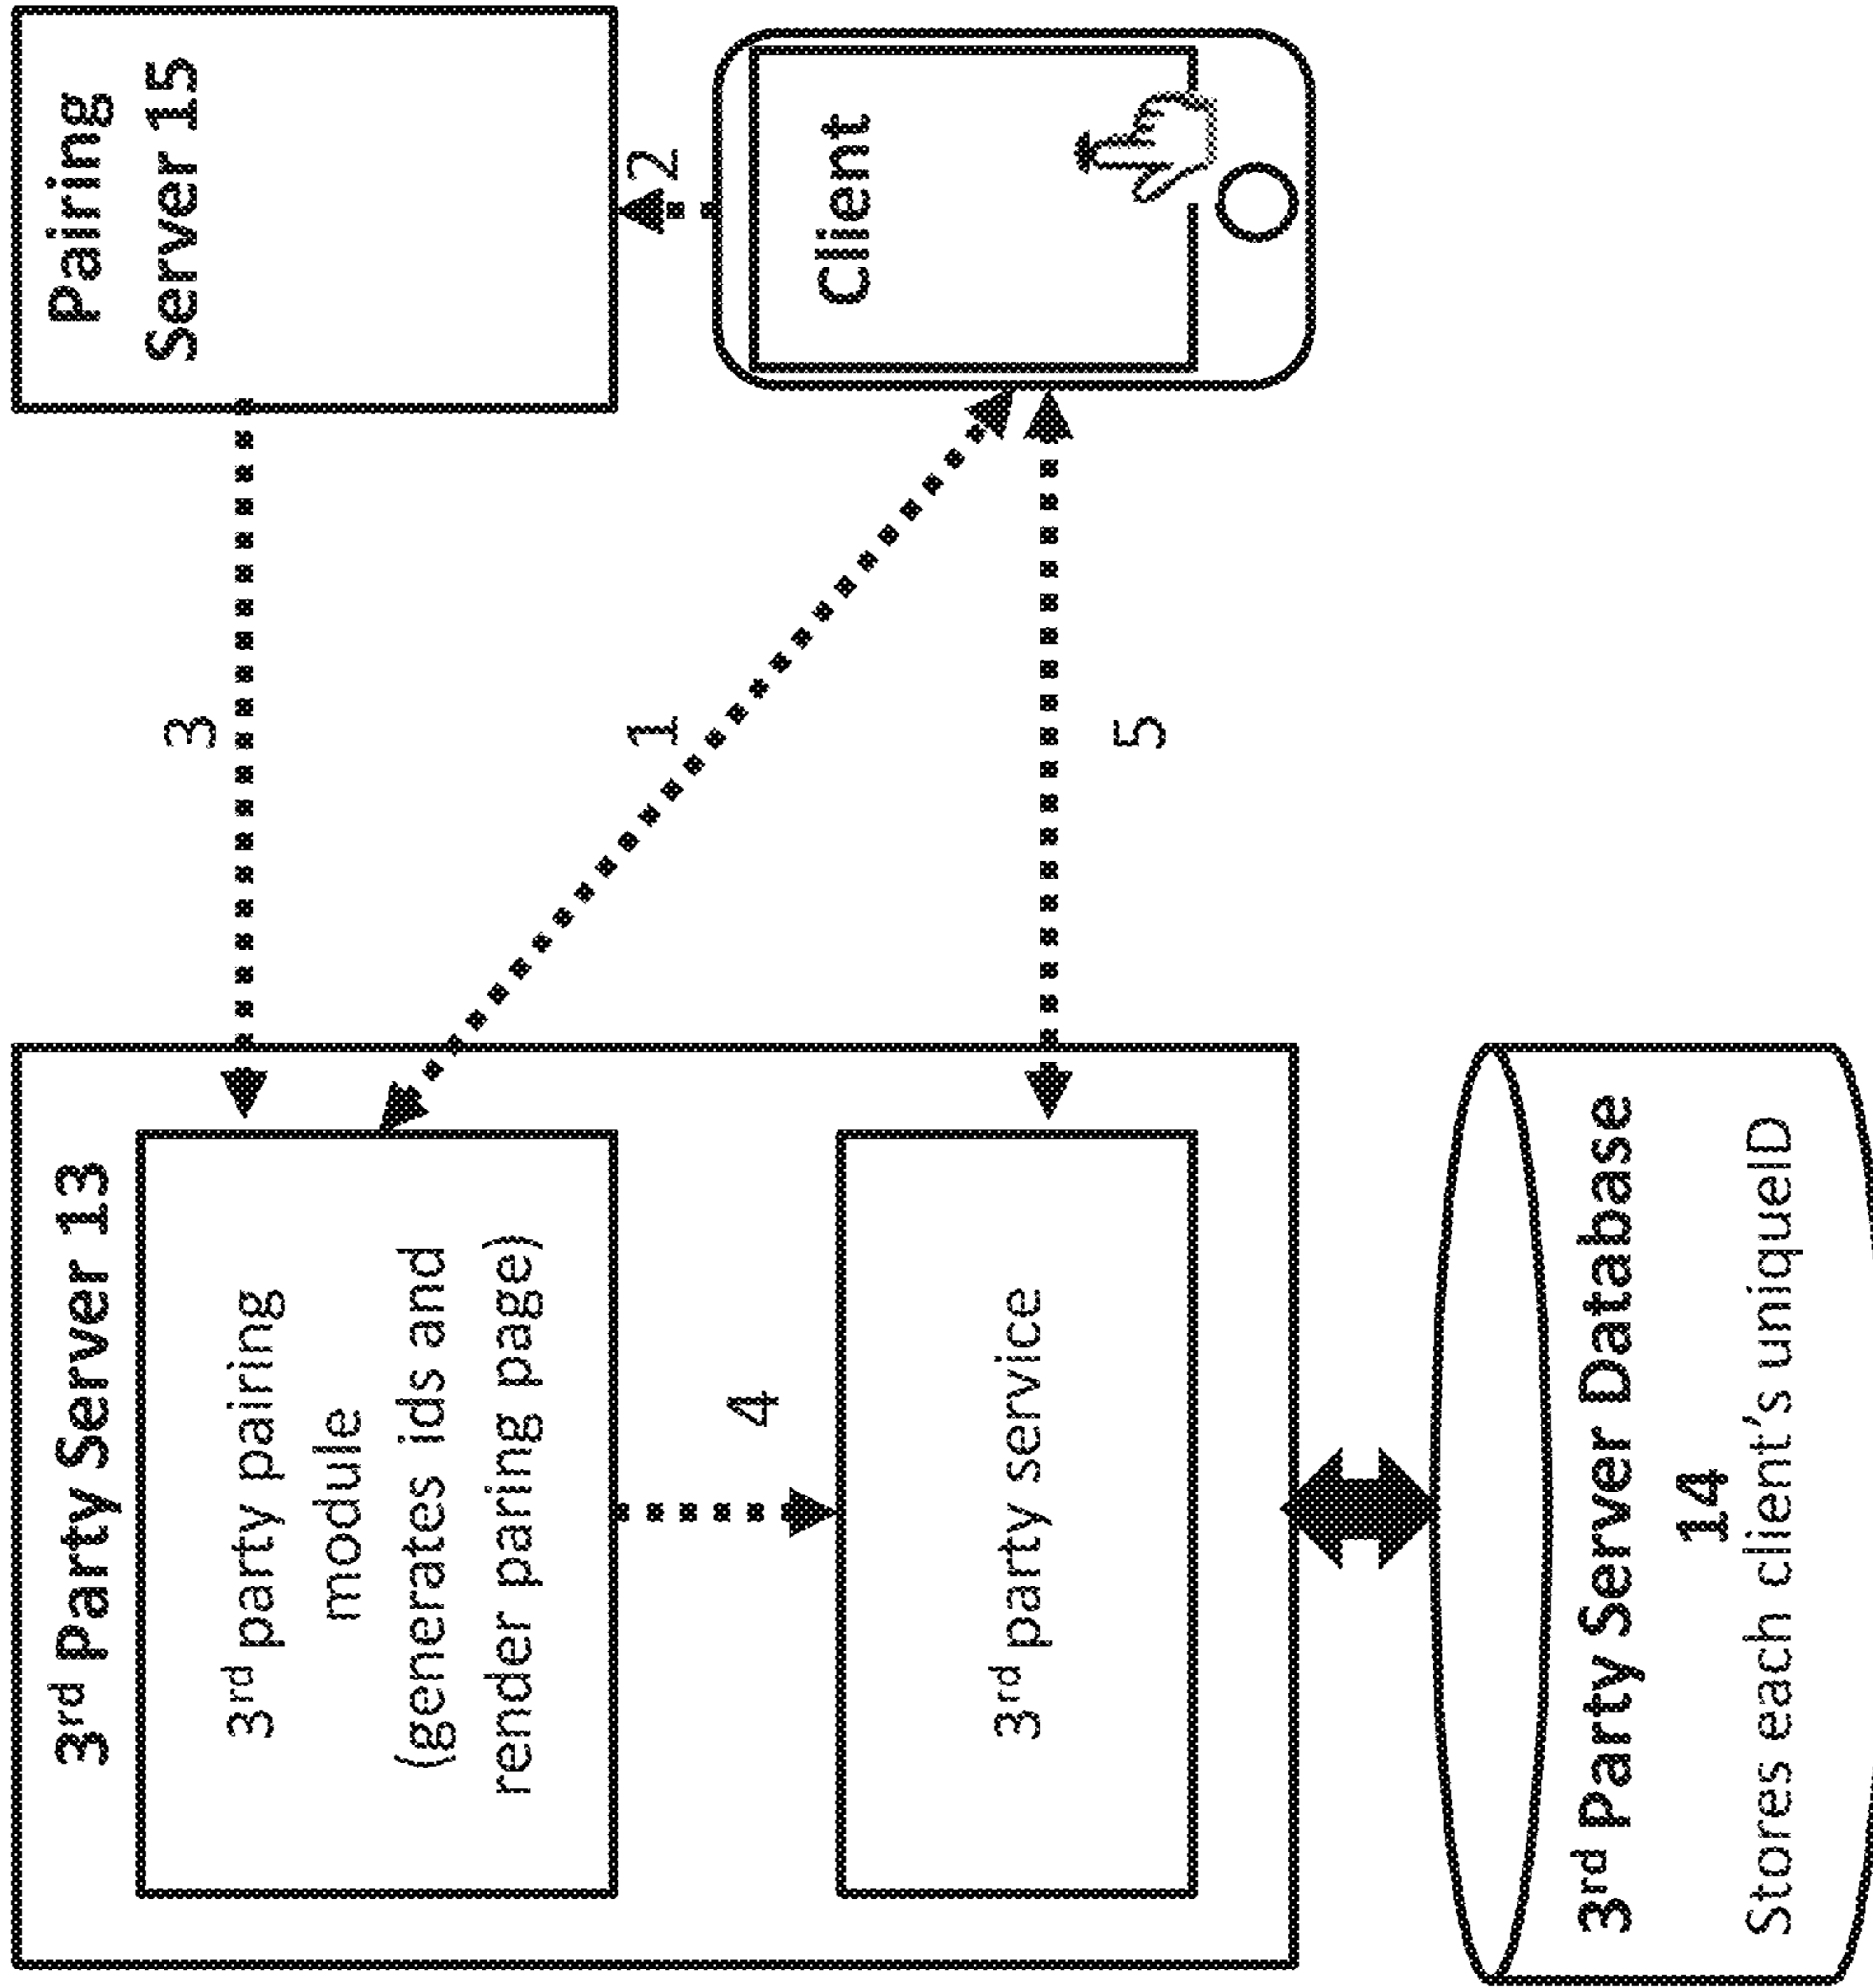 3rd Party Server 13
3rd party pairing
module
(generates ids and
render paring page)
4
3rd party service
3rd Party Server Database
14
Stores each client's uniqueID
3
1
5
Pairing
Server 15
2
Client